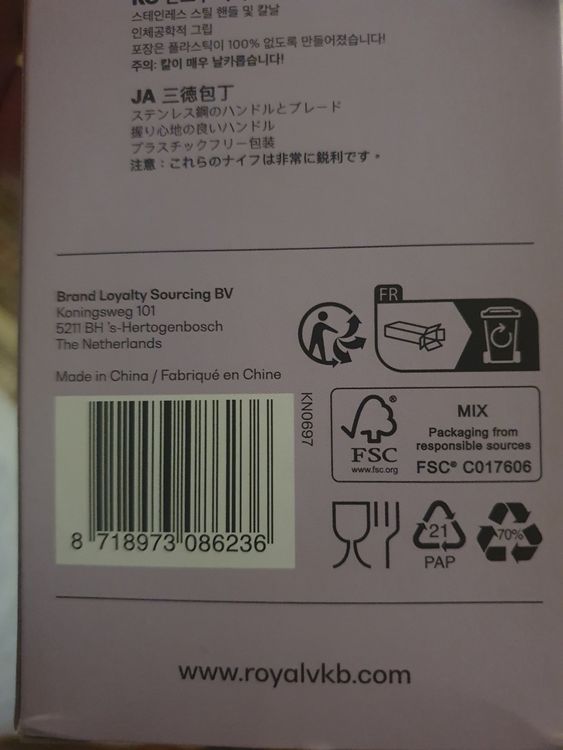 스테인레스 스틸 핸들 및 칼날
인체공학적 그립
포장은 플라스틱이 100% 없도록 만들어졌습니다!
주의: 칼이 매우 날카롭습니다!
JA 三徳包丁
ステンレス鋼のハンドルとブレード
握り心地の良いハンドル
プラスチックフリー包装
注意：これらのナイフは非常に鋭利です。
Brand Loyalty Sourcing BV
Koningsweg 101
5211 BH 's-Hertogenbosch
The Netherlands
Made in China / Fabriqué en Chine
FR
KN0697
8 718973 086236
FSC
www.fsc.org
MIX
Packaging from
responsible sources
FSC® C017606
21
PAP
70%
www.royalvkb.com